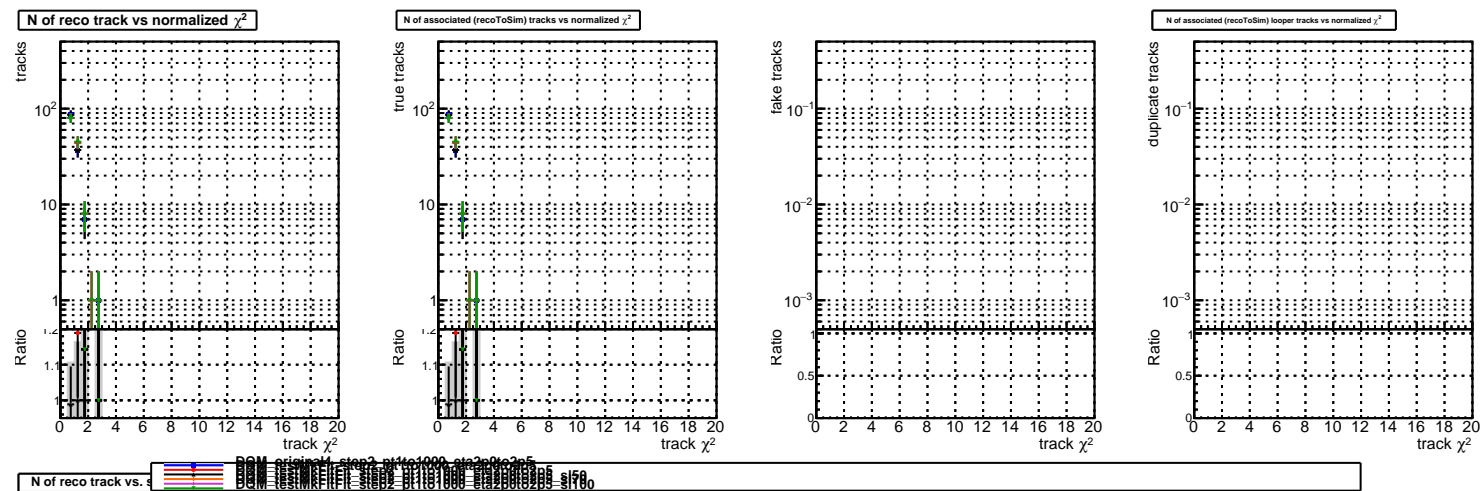 N of reco track vs normalized χ²
N of associated (recoToSim) tracks vs normalized χ²
N of associated (recoToSim) looper tracks vs normalized χ²
tracks
10²
10
1
Ratio
1.2
1.1
1
0 2 4 6 8 10 12 14 16 18 20
track χ²
true tracks
10²
10
1
Ratio
1.2
1.1
1
0 2 4 6 8 10 12 14 16 18 20
track χ²
fake tracks
10⁻¹
10⁻²
10⁻³
Ratio
1
0.5
0
0 2 4 6 8 10 12 14 16 18 20
track χ²
duplicate tracks
10⁻¹
10⁻²
10⁻³
Ratio
1
0.5
0
0 2 4 6 8 10 12 14 16 18 20
track χ²
N of reco track vs.
DQM_original4_step2_pt1to1000_eta2p0to2p5
DQM_testMkFitFit_step2_pt1to1000_eta2p0to2p5_sl100